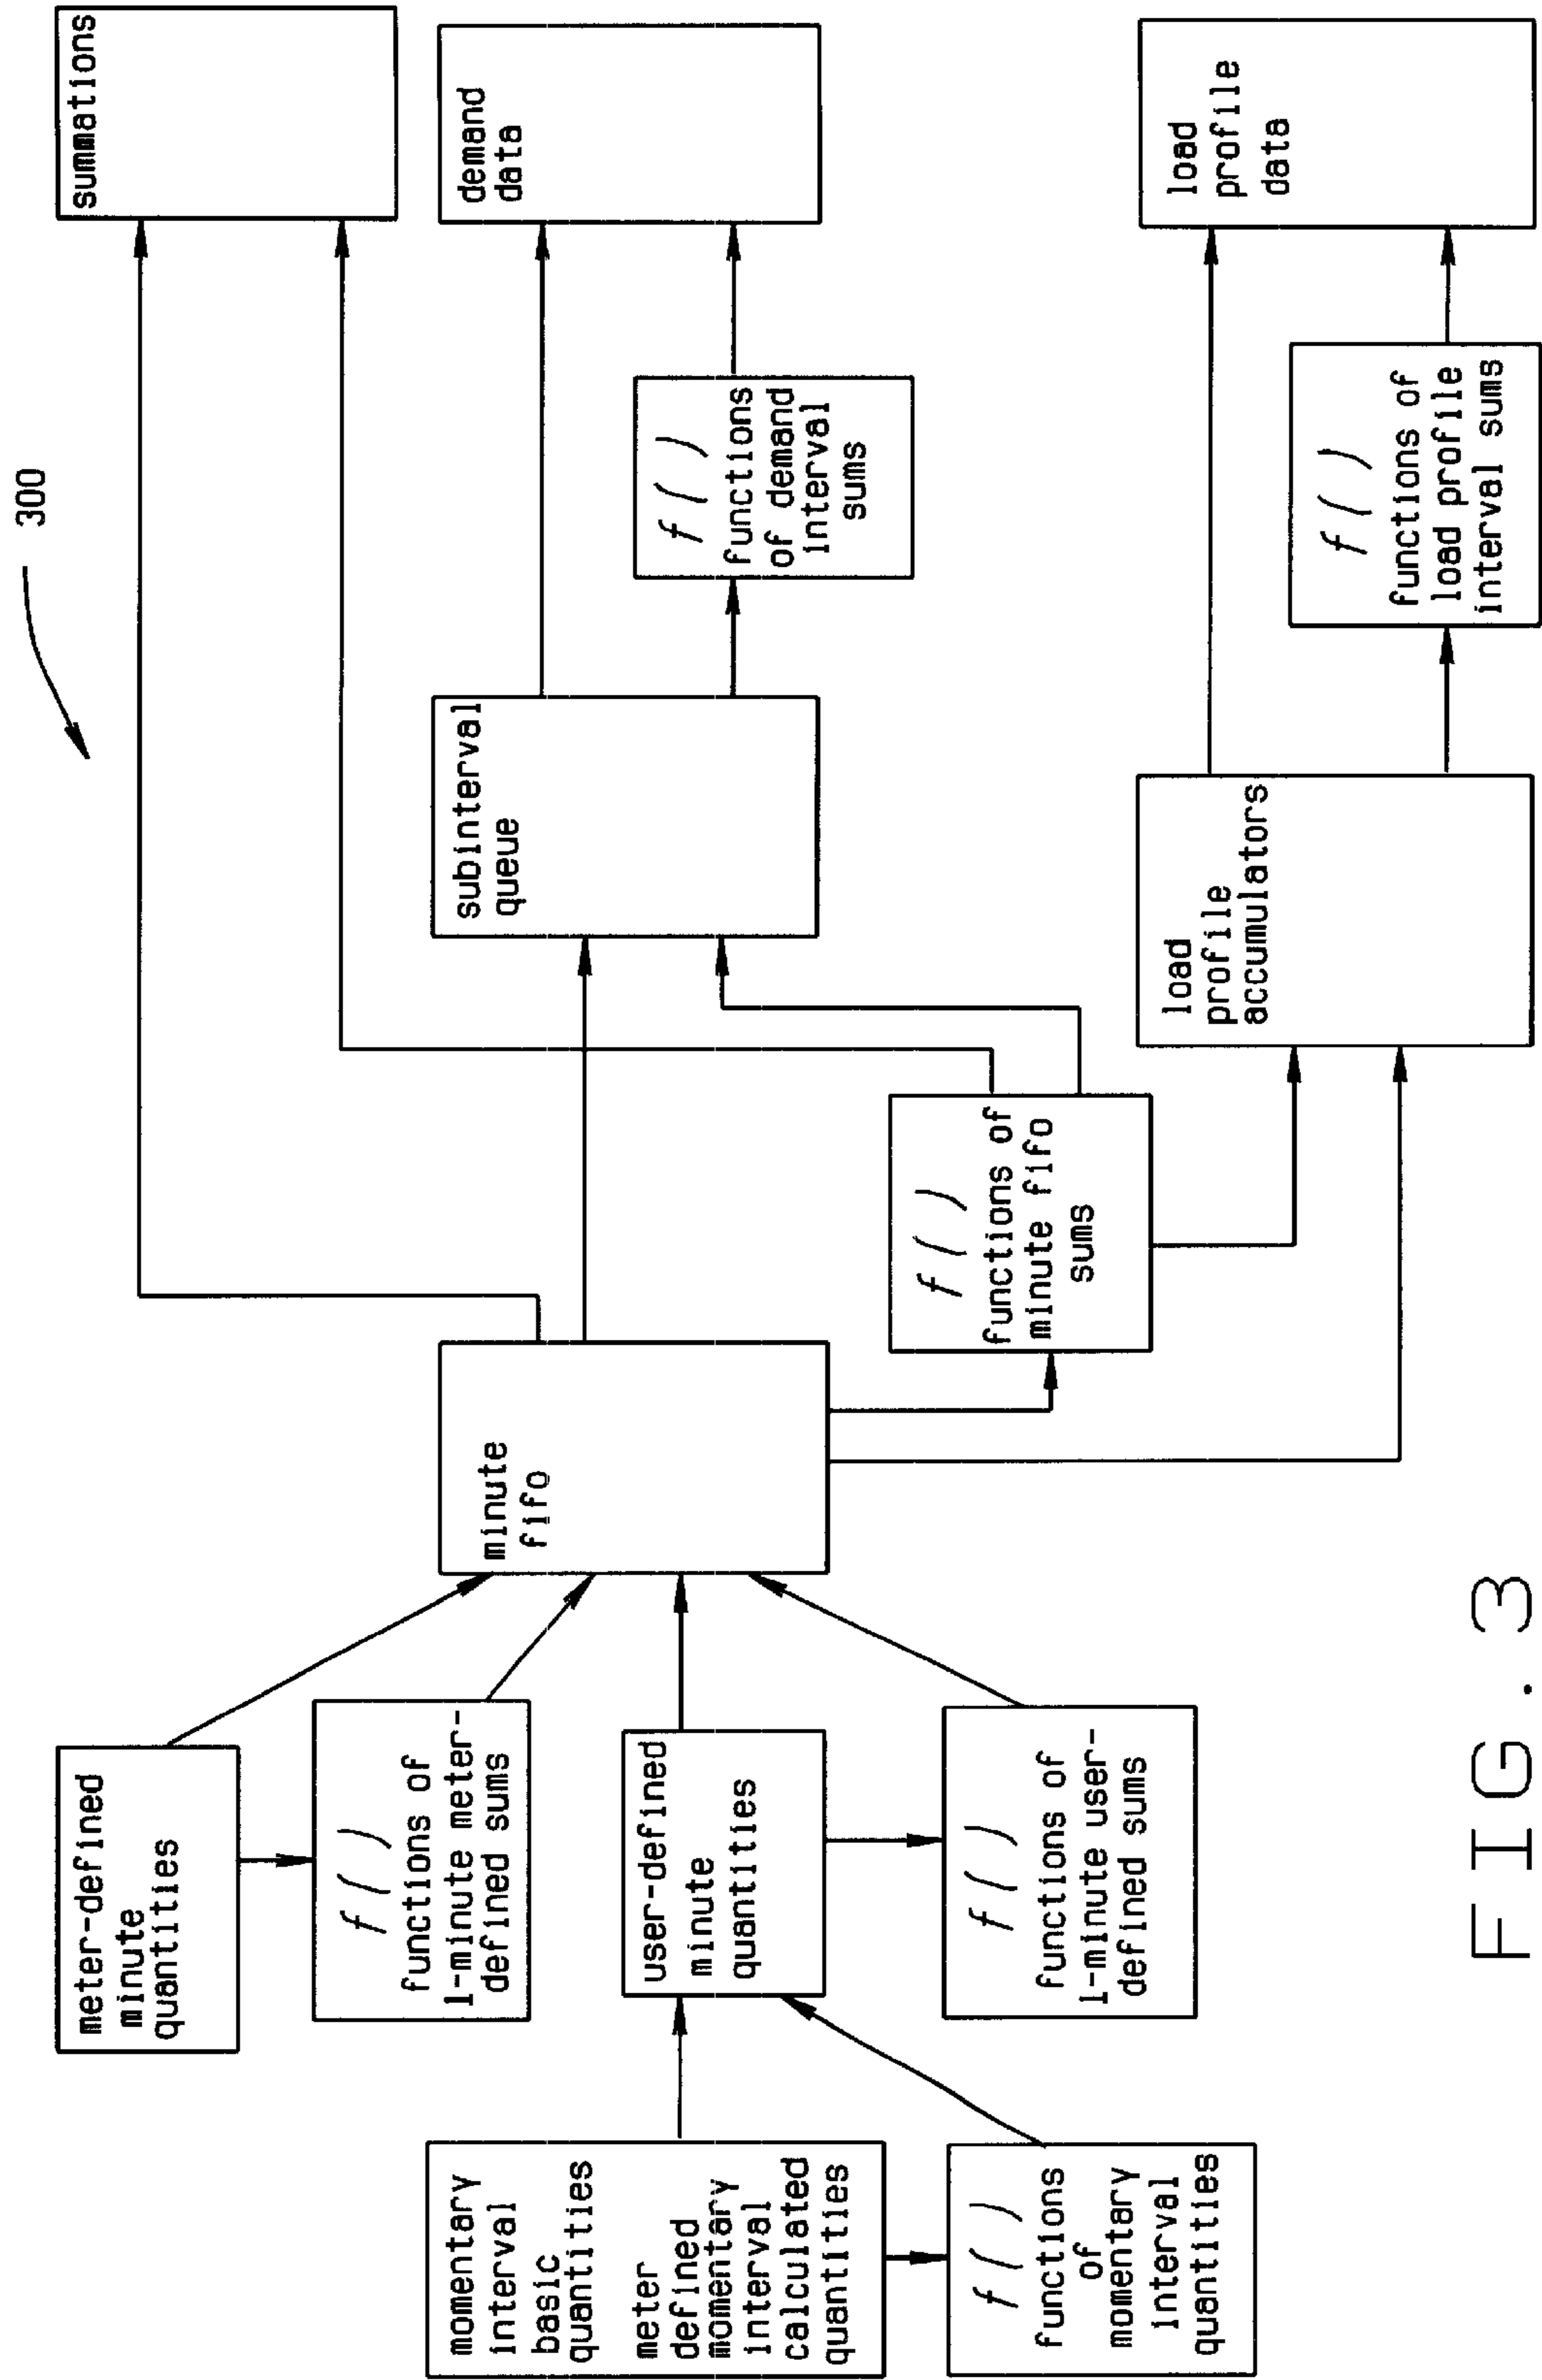 300
momentary
interval
basic
quantities
meter
defined
momentary
interval
calculated
quantities
f()
functions
of
momentary
interval
quantities
meter-defined
minute
quantities
f()
functions of
1-minute meter-
defined sums
user-defined
minute
quantities
f()
functions of
1-minute user-
defined sums
minute
fifo
f()
functions of
minute fifo
sums
subinterval
queue
load
profile
accumulators
f()
functions
of demand
interval
sums
f()
functions of
load profile
interval sums
summations
demand
data
load
profile
data
FIG. 3